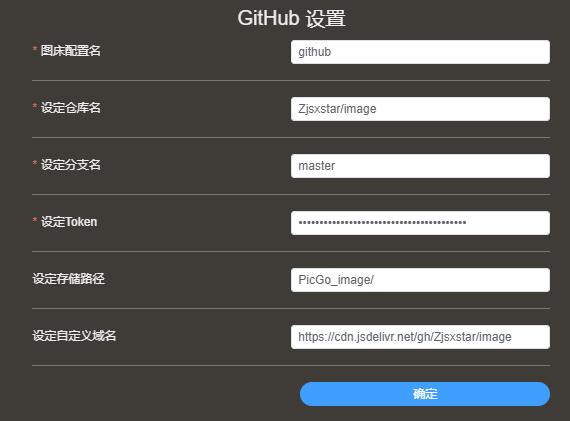 GitHub 设置
* 图床配置名
github
* 设定仓库名
Zjsxstar/image
* 设定分支名
master
* 设定Token
••••••••••••••••••••••••••••••••••••••••
设定存储路径
PicGo_image/
设定自定义域名
https://cdn.jsdelivr.net/gh/Zjsxstar/image
确定